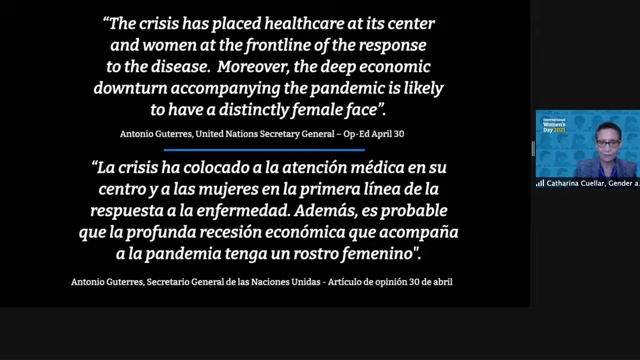 “The crisis has placed healthcare at its center
and women at the frontline of the response
to the disease.  Moreover, the deep economic
downturn accompanying the pandemic is likely
to have a distinctly female face”.
Antonio Guterres, United Nations Secretary General – Op-Ed April 30
“La crisis ha colocado a la atención médica en su
centro y a las mujeres en la primera línea de la
respuesta a la enfermedad. Además, es probable
que la profunda recesión económica que acompaña
a la pandemia tenga un rostro femenino".
Antonio Guterres, Secretario General de las Naciones Unidas - Artículo de opinión 30 de abril
International
Women's
Day 2021
Catharina Cuellar, Gender a...